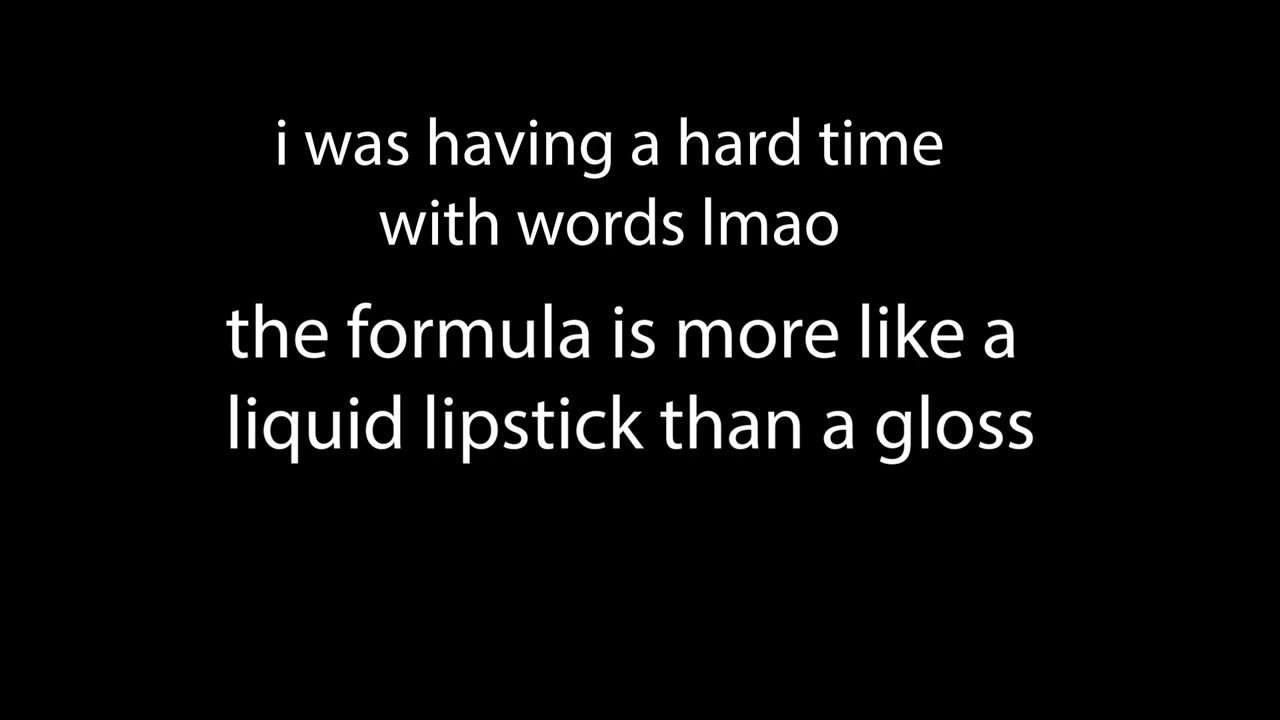 i was having a hard time
with words lmao
the formula is more like a
liquid lipstick than a gloss